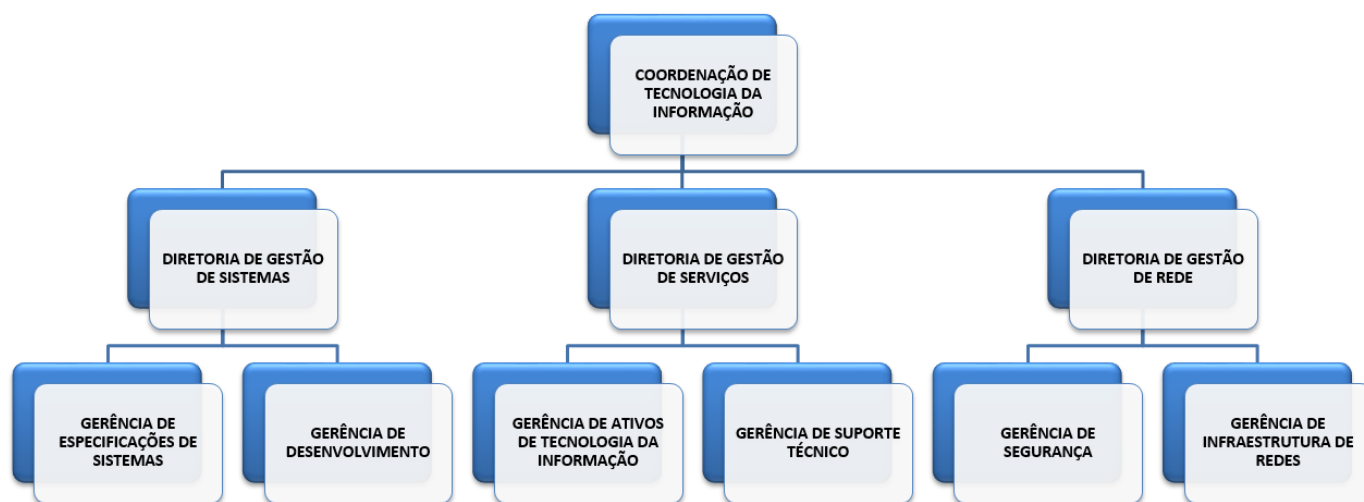 COORDENAÇÃO DE
TECNOLOGIA DA
INFORMAÇÃO
DIRETORIA DE GESTÃO
DE SISTEMAS
DIRETORIA DE GESTÃO
DE SERVIÇOS
DIRETORIA DE GESTÃO
DE REDE
GERÊNCIA DE
ESPECIFICAÇÕES DE
SISTEMAS
GERÊNCIA DE
DESENVOLVIMENTO
GERÊNCIA DE ATIVOS
DE TECNOLOGIA DA
INFORMAÇÃO
GERÊNCIA DE SUPORTE
TÉCNICO
GERÊNCIA DE
SEGURANÇA
GERÊNCIA DE
INFRAESTRUTURA DE
REDES